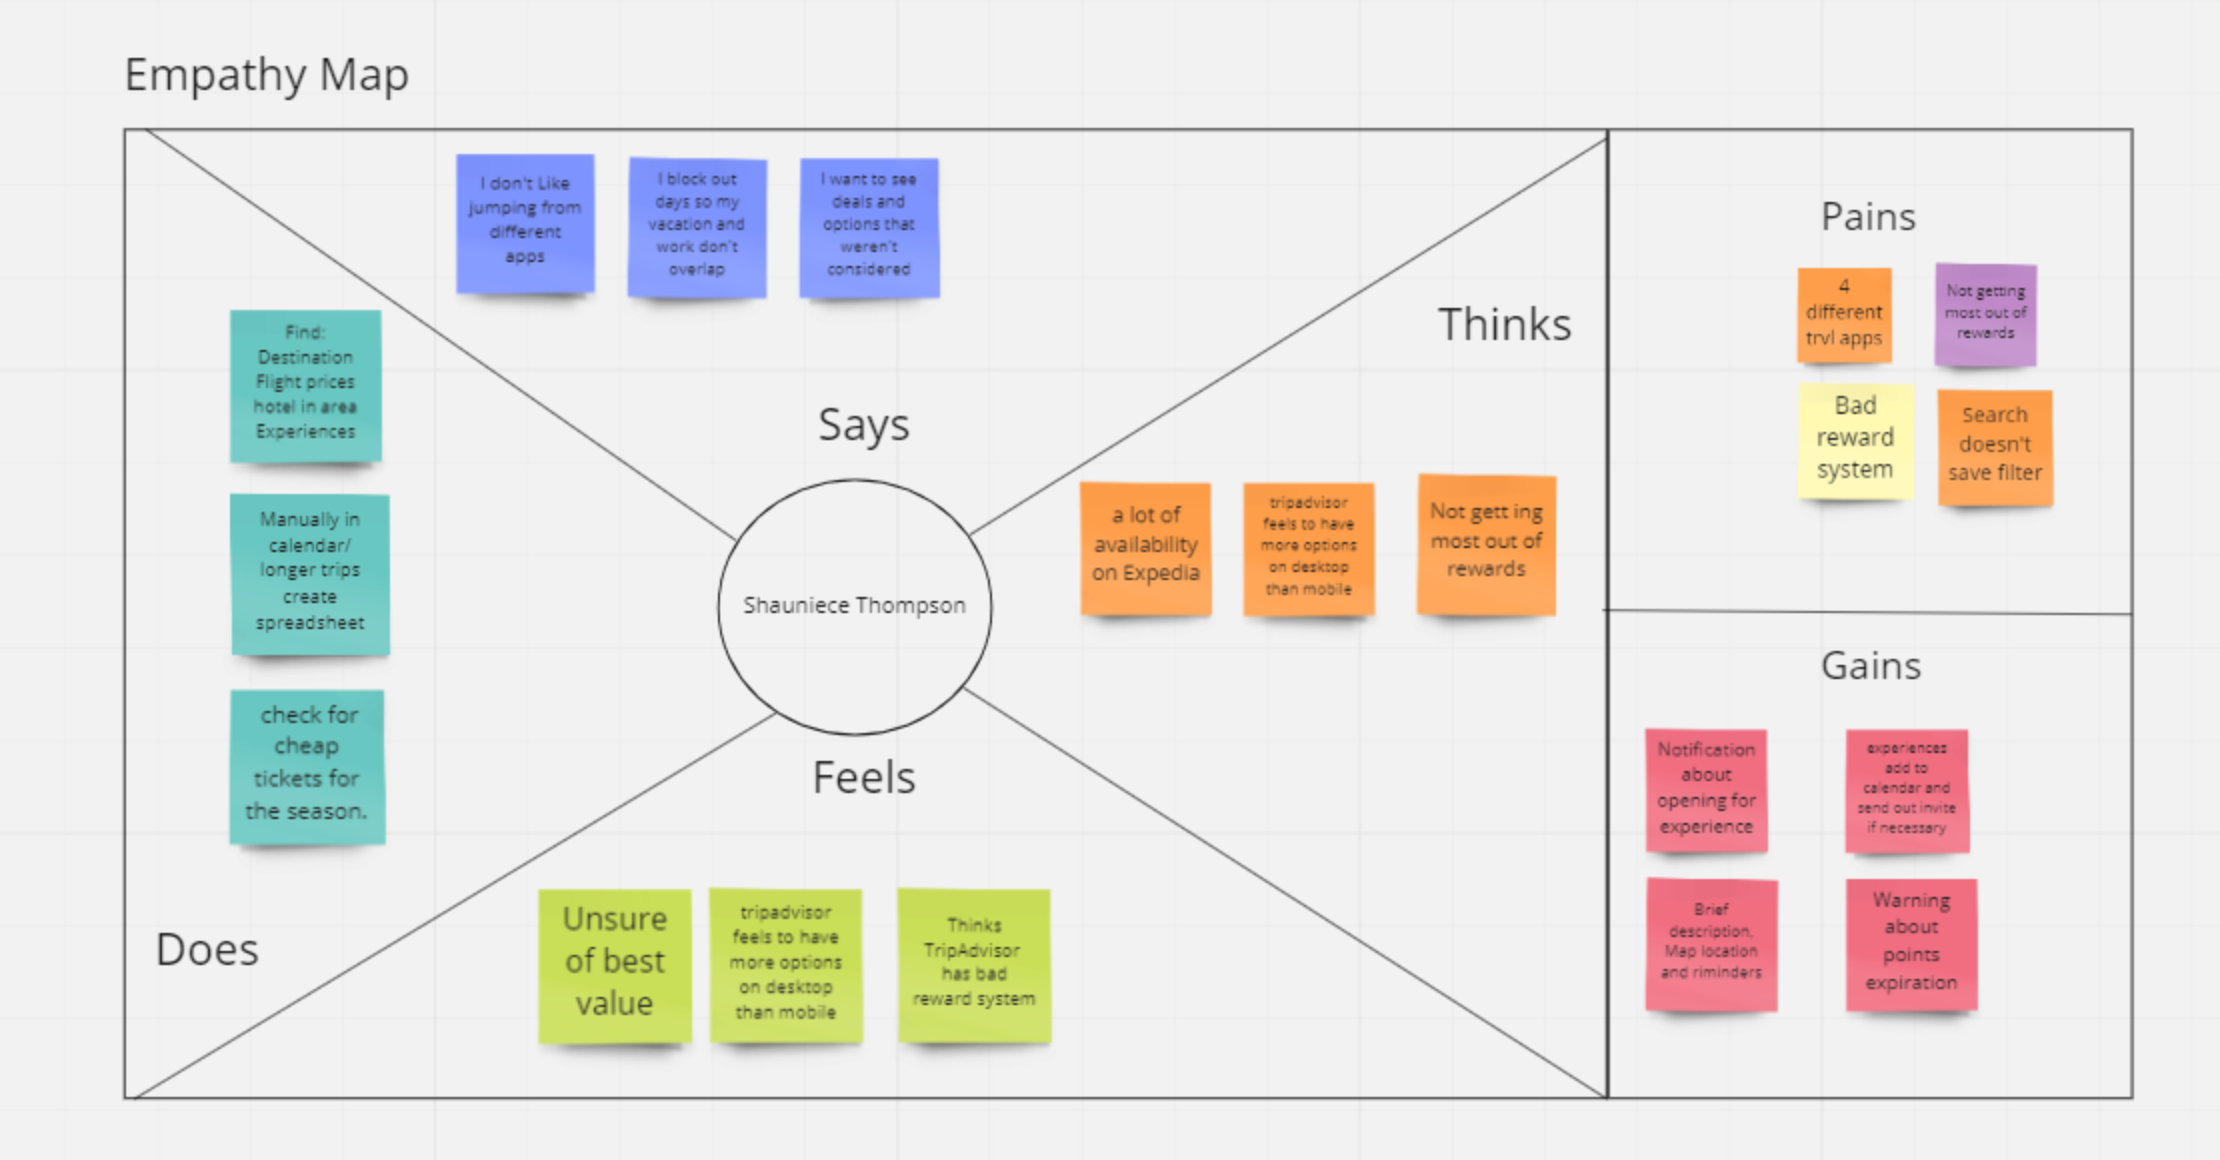 Empathy Map
I don't Like
jumping from
different
apps
I block out
days so my
vacation and
work don't
overlap
I want to see
deals and
options that
weren't
considered
Says
Thinks
a lot of
availability
on Expedia
tripadvisor
feels to have
more options
on desktop
than mobile
Not gett ing
most out of
rewards
Find:
Destination
Flight prices
hotel in area
Experiences
Manually in
calendar/
longer trips
create
spreadsheet
check for
cheap
tickets for
the season.
Does
Shauniece Thompson
Feels
Unsure
of best
value
tripadvisor
feels to have
more options
on desktop
than mobile
Thinks
TripAdvisor
has bad
reward system
Pains
4
different
trvl apps
Not getting
most out of
rewards
Bad
reward
system
Search
doesn't
save filter
Gains
Notification
about
opening for
experience
experiences
add to
calendar and
send out invite
if necessary
Brief
description,
Map location
and riminders
Warning
about
points
expiration